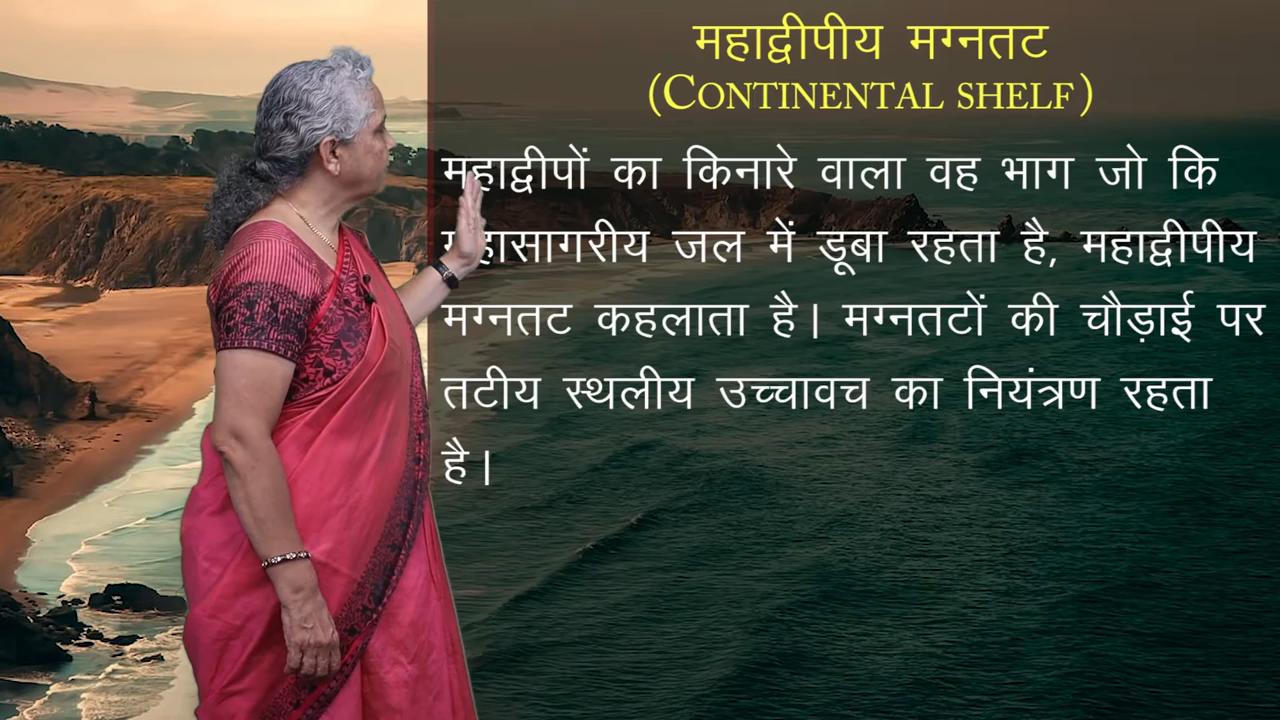 महाद्वीपीय मग्नतट
(CONTINENTAL SHELF)
महाद्वीपों का किनारे वाला वह भाग जो कि
महासागरीय जल में डूबा रहता है, महाद्वीपीय
मग्नतट कहलाता है। मग्नतटों की चौड़ाई पर
तटीय स्थलीय उच्चावच का नियंत्रण रहता
है।